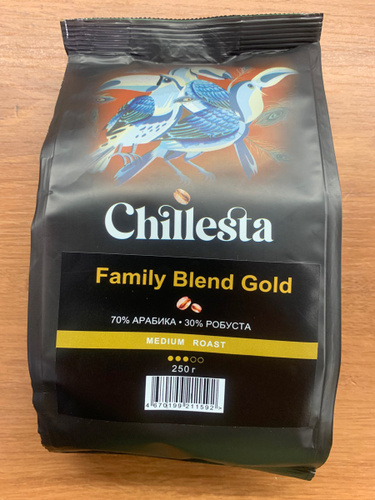 Chillesta
Family Blend Gold
70% АРАБИКА • 30% РОБУСТА
MEDIUM ROAST
250 г
4670199211592>